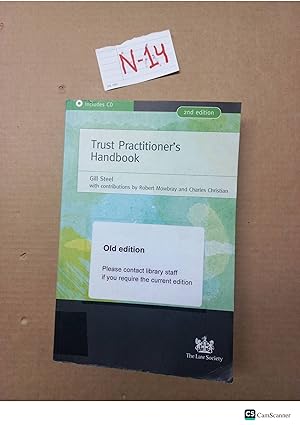 N-14
Includes CD
2nd edition
Trust Practitioner's
Handbook
Gill Steel
with contributions by Robert Mowbray and Charles Christian
Old edition
Please contact library staff
if you require the current edition
The Law Society
CS CamScanner